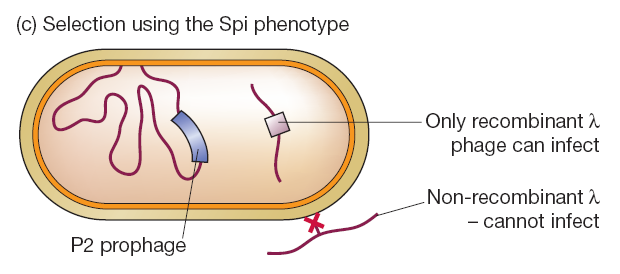 (c) Selection using the Spi phenotype
Only recombinant λ
phage can infect
Non-recombinant λ
– cannot infect
P2 prophage